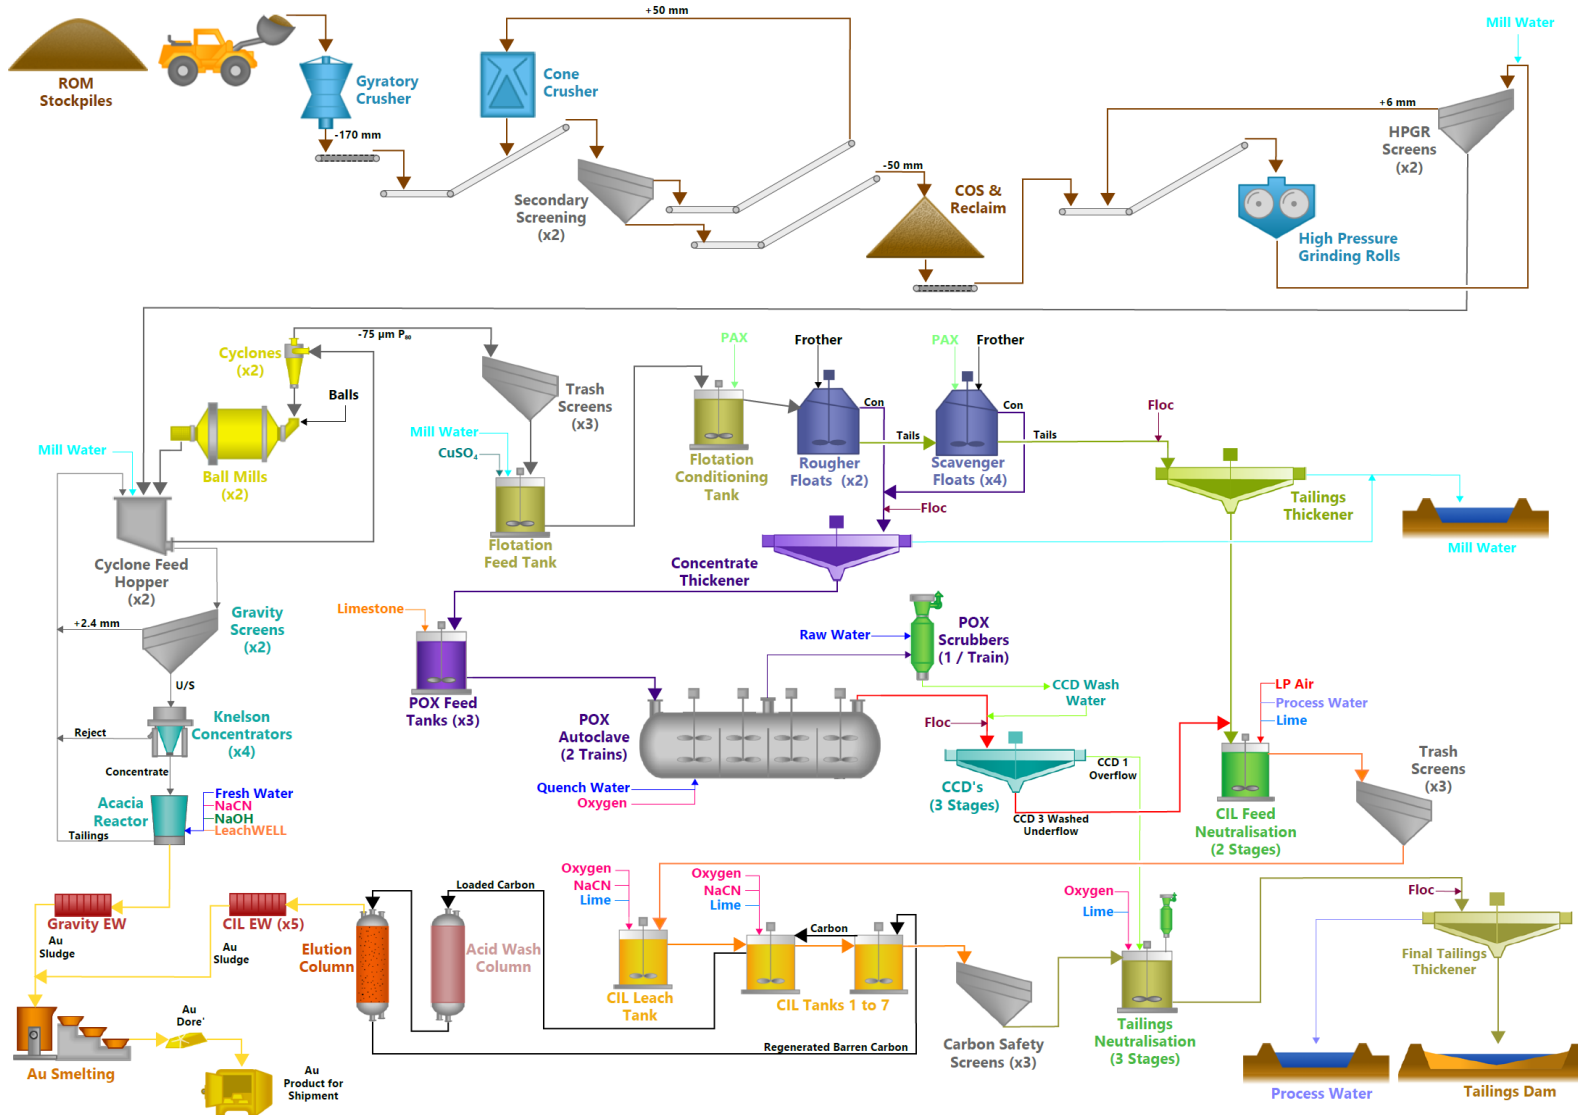 +50 mm
Mill Water
ROM
Stockpiles
Gyratory
Crusher
Cone
Crusher
-170 mm
+6 mm
HPGR
Screens
(x2)
-50 mm
Secondary
Screening
(x2)
COS &
Reclaim
High Pressure
Grinding Rolls
-75 µm P₈₀
Cyclones
(x2)
Balls
Trash
Screens
(x3)
PAX
Frother
PAX
Frother
Con
Con
Floc
Mill Water
Mill Water
CuSO₄
Tails
Tails
Ball Mills
(x2)
Flotation
Conditioning
Tank
Rougher
Floats (x2)
Scavenger
Floats (x4)
Tailings
Thickener
Floc
Flotation
Feed Tank
Mill Water
Cyclone Feed
Hopper
(x2)
Concentrate
Thickener
Gravity
Screens
(x2)
+2.4 mm
Limestone
Raw Water
POX
Scrubbers
(1 / Train)
U/S
CCD Wash
Water
LP Air
Process Water
Lime
POX Feed
Tanks (x3)
POX
Autoclave
(2 Trains)
Floc
Knelson
Concentrators
(x4)
Reject
Concentrate
CCD 1
Overflow
Trash
Screens
(x3)
Quench Water
Oxygen
CCD's
(3 Stages)
CCD 3 Washed
Underflow
CIL Feed
Neutralisation
(2 Stages)
Acacia
Reactor
Fresh Water
NaCN
NaOH
LeachWELL
Tailings
Oxygen
NaCN
Lime
Oxygen
NaCN
Lime
Loaded Carbon
Oxygen
Lime
Floc
Gravity EW
CIL EW (x5)
Au
Sludge
Au
Sludge
Elution
Column
Acid Wash
Column
Carbon
CIL Leach
Tank
CIL Tanks 1 to 7
Final Tailings
Thickener
Au
Dore'
Regenerated Barren Carbon
Carbon Safety
Screens (x3)
Tailings
Neutralisation
(3 Stages)
Au Smelting
Au
Product for
Shipment
Process Water
Tailings Dam